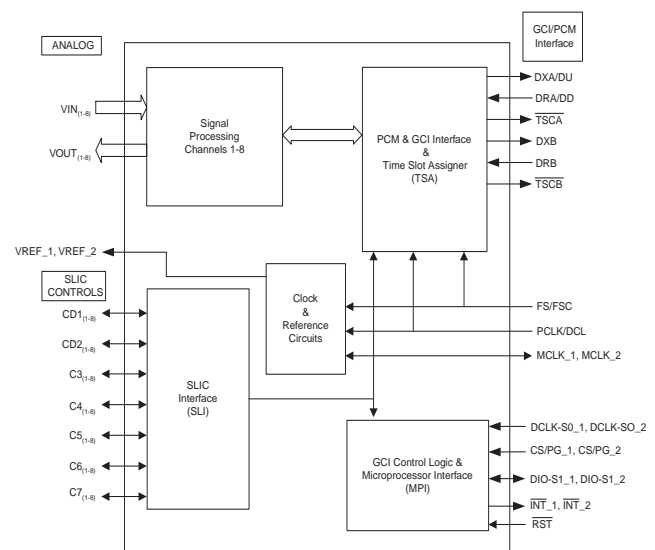 ANALOG
GCI/PCM
Interface
VIN(1-8)
VOUT(1-8)
Signal
Processing
Channels 1-8
PCM & GCI Interface
&
Time Slot Assigner
(TSA)
DXA/DU
DRA/DD
TSCA
DXB
DRB
TSCB
VREF_1, VREF_2
SLIC
CONTROLS
CD1(1-8)
CD2(1-8)
C3(1-8)
C4(1-8)
C5(1-8)
C6(1-8)
C7(1-8)
SLIC
Interface
(SLI)
Clock
&
Reference
Circuits
FS/FSC
PCLK/DCL
MCLK_1, MCLK_2
GCI Control Logic &
Microprocessor Interface
(MPI)
DCLK-S0_1, DCLK-SO_2
CS/PG_1, CS/PG_2
DIO-S1_1, DIO-S1_2
INT_1, INT_2
RST